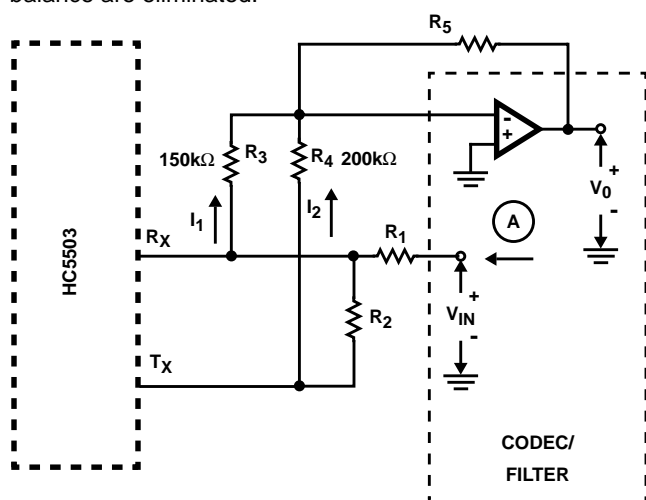 balance are eliminated.
R5
-
+
150kΩ R3
R4 200kΩ
I1
I2
V0
+
-
A
RX
R1
HC5503
R2
VIN
+
-
TX
CODEC/
FILTER